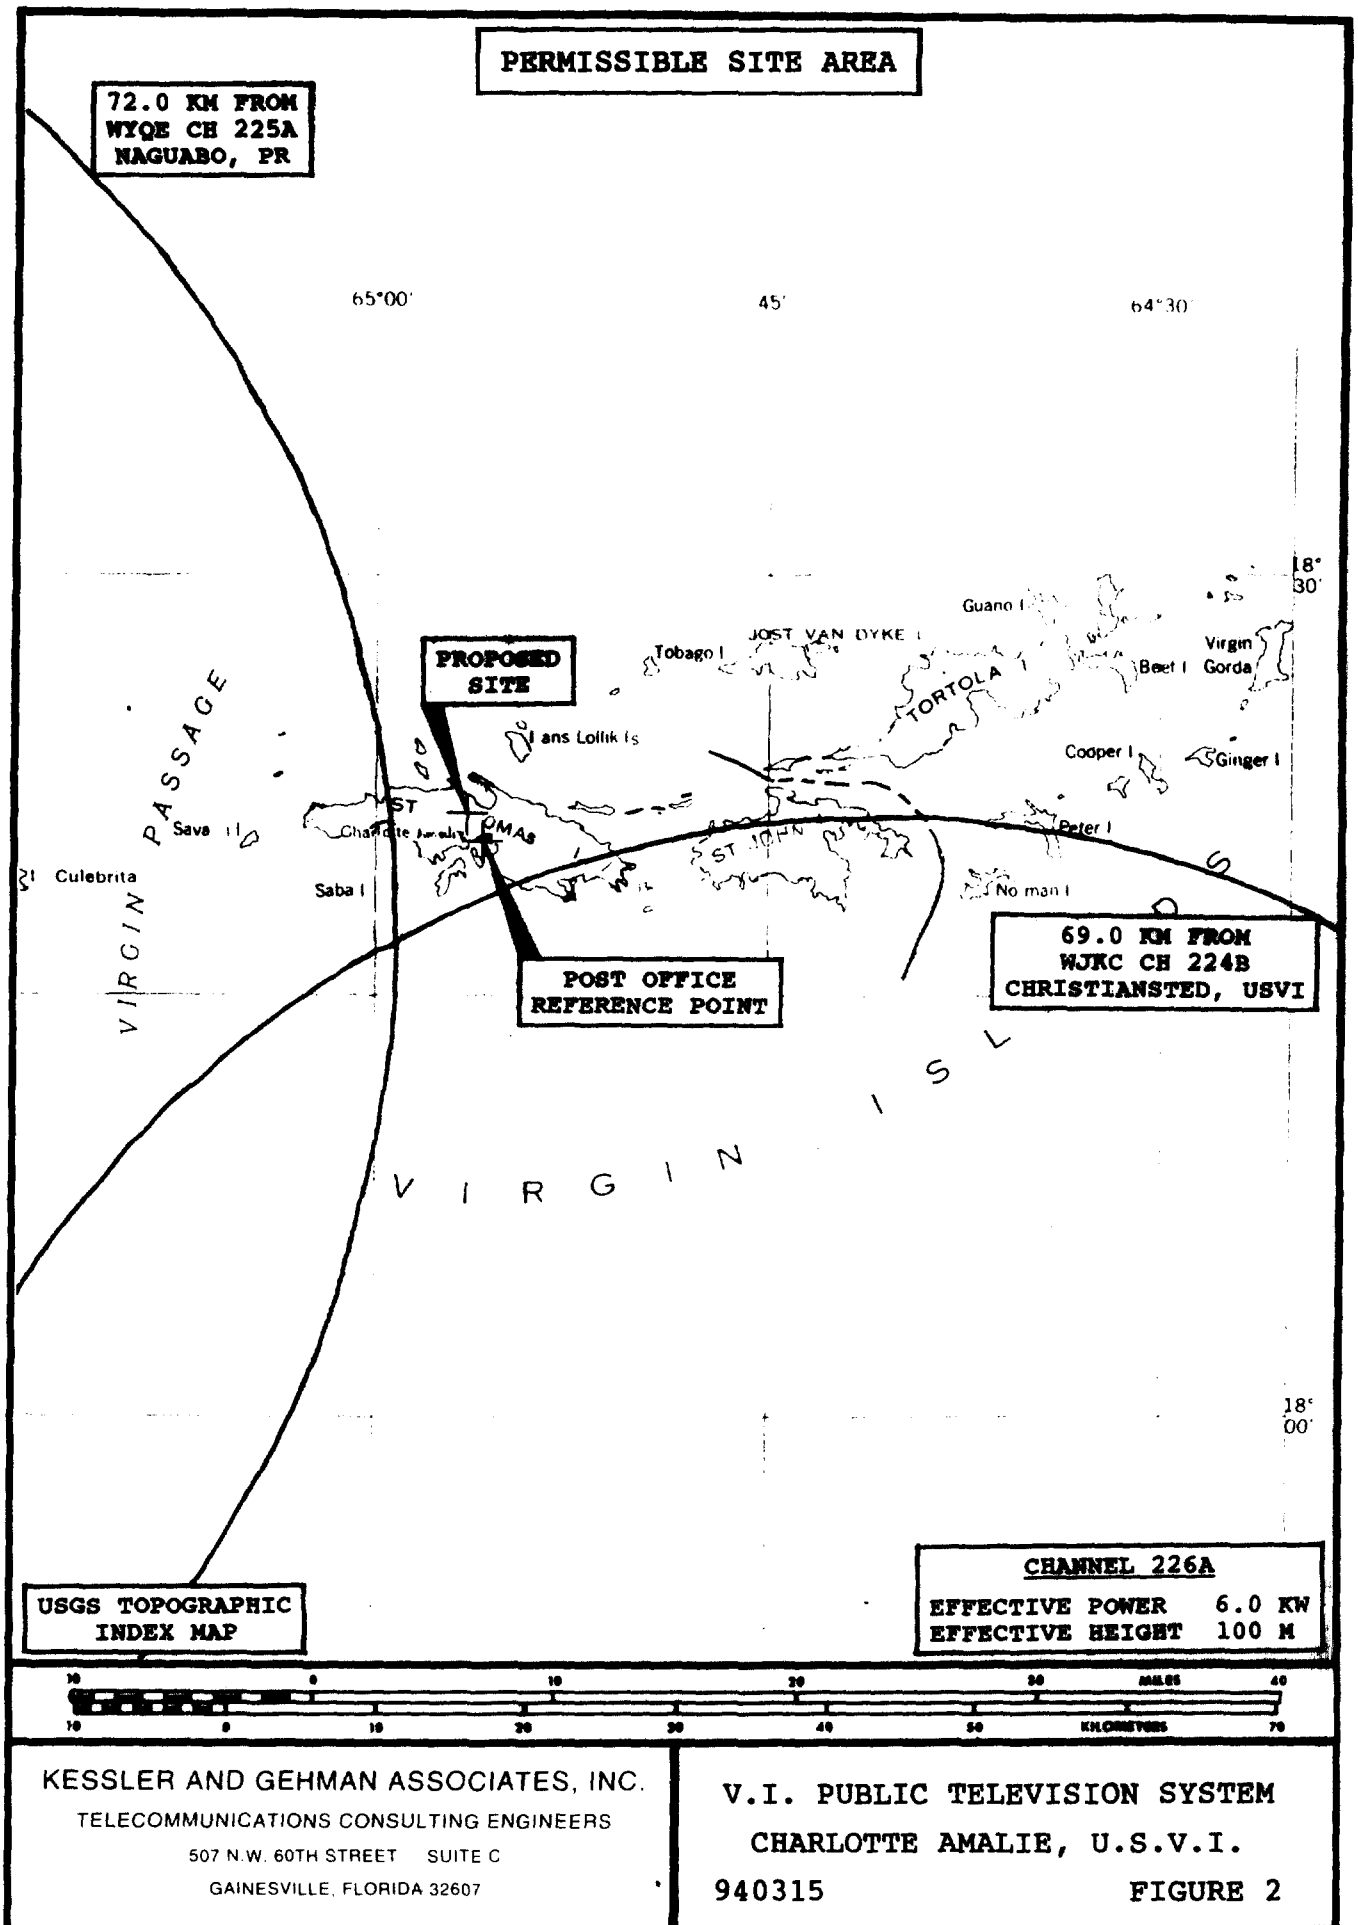 PERMISSIBLE SITE AREA
72.0 KM FROM
WYQE CH 225A
NAGUABO, PR
65°00'
45'
64°30'
18°
30'
Guano I
JOST VAN DYKE I
Tobago I
Virgin
Gorda
Beef I
TORTOLA I
PROPOSED
SITE
Hans Lollik Is
Cooper I
Ginger I
VIRGIN PASSAGE
ST
OMAS
Charlotte Amalie
Sava I
ST JOHN
Peter I
Culebrita
Saba I
Norman I
69.0 KM FROM
WJKC CH 224B
CHRISTIANSTED, USVI
POST OFFICE
REFERENCE POINT
VIRGIN ISL D S
18°
00'
CHANNEL 226A
EFFECTIVE POWER 6.0 KW
EFFECTIVE HEIGHT 100 M
USGS TOPOGRAPHIC
INDEX MAP
10 0 10 20 30 MILES 40
10 0 10 20 30 40 50 KILOMETERS 70
KESSLER AND GEHMAN ASSOCIATES, INC.
TELECOMMUNICATIONS CONSULTING ENGINEERS
507 N.W. 60TH STREET SUITE C
GAINESVILLE, FLORIDA 32607
V.I. PUBLIC TELEVISION SYSTEM
CHARLOTTE AMALIE, U.S.V.I.
940315 FIGURE 2